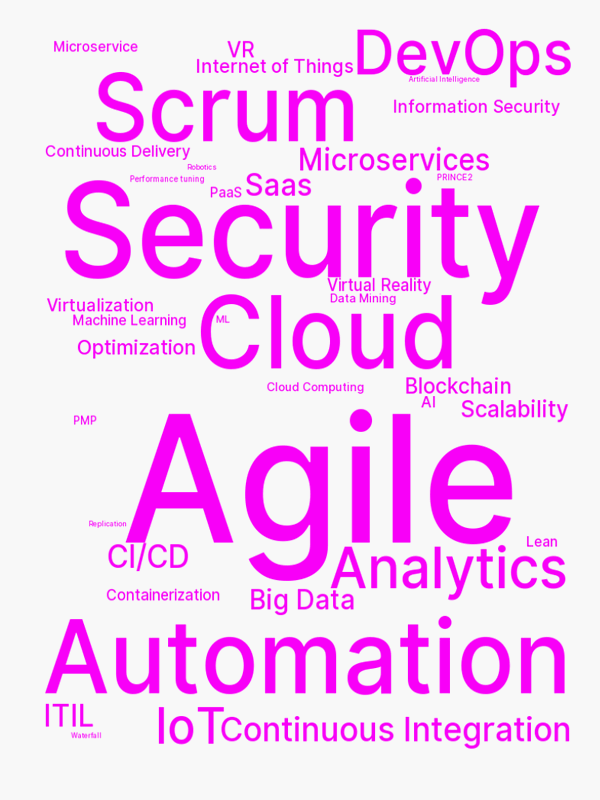 DevOps
Microservice
VR
Internet of Things
Artificial Intelligence
Scrum
Information Security
Continuous Delivery
Microservices
Robotics
Performance tuning
PRINCE2
PaaS
Saas
Security
Virtual Reality
Data Mining
Virtualization
Machine Learning
ML
Cloud
Optimization
Cloud Computing
Blockchain
AI
Scalability
PMP
Agile
Replication
Lean
CI/CD
Analytics
Containerization
Big Data
Automation
ITIL
IoT
Continuous Integration
Waterfall